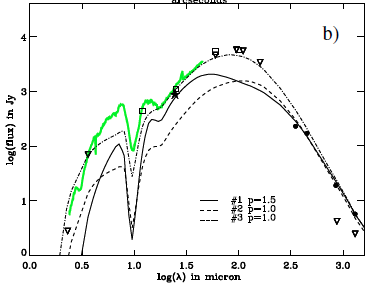 arcseconds
b)
4
3
2
1
0
log(flux) in Jy
#1 p=1.5
#2 p=1.0
#3 p=1.0
0.0 0.5 1.0 1.5 2.0 2.5 3.0
log(λ) in micron